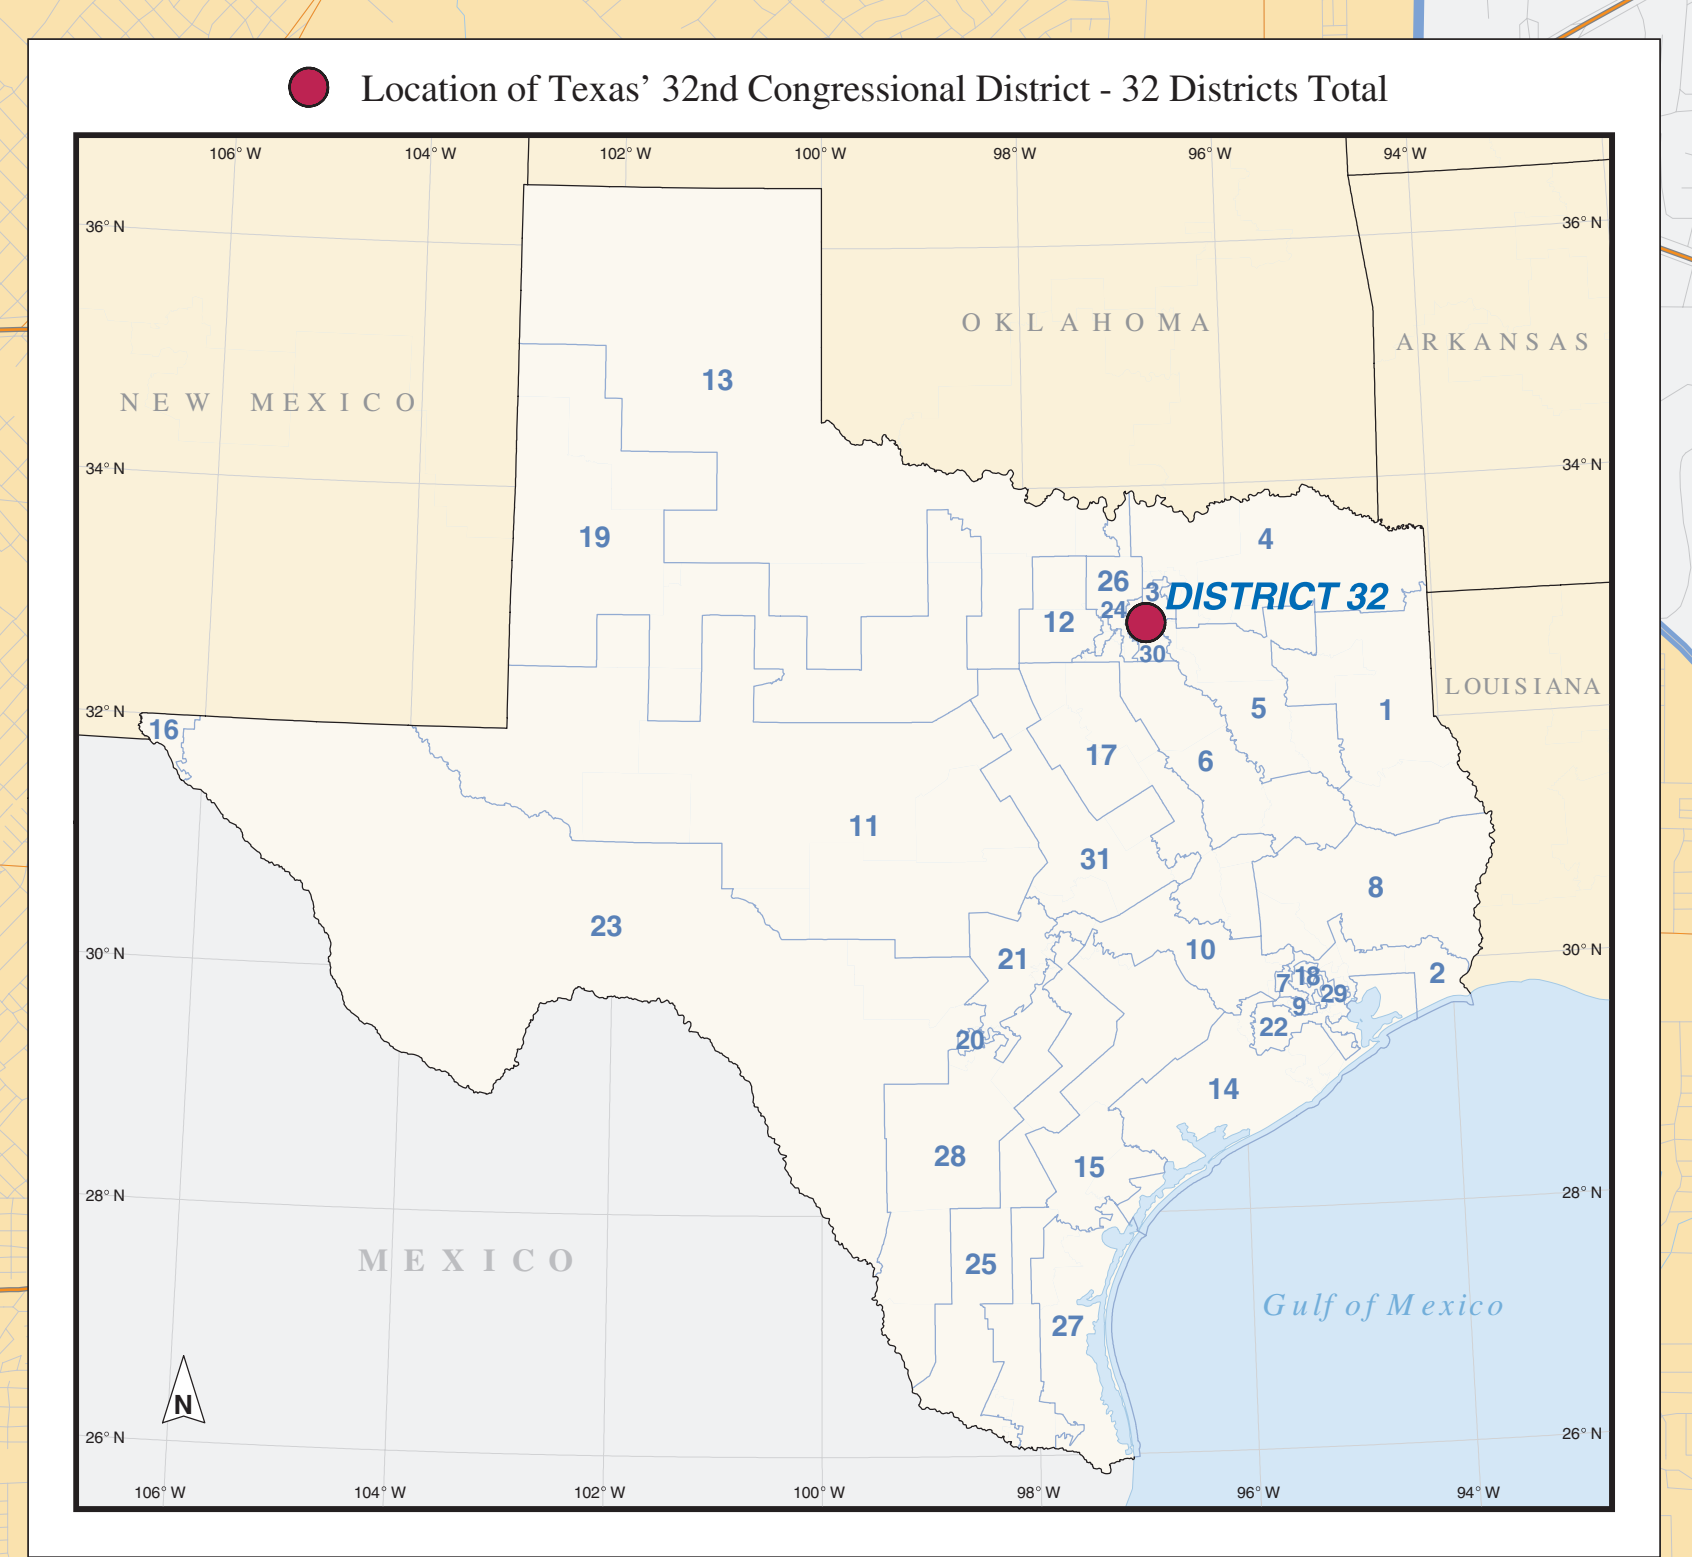 Location of Texas’ 32nd Congressional District - 32 Districts Total
106° W 104° W 102° W 100° W 98° W 96° W 94° W
36° N 36° N
OKLAHOMA
ARKANSAS
13
NEW MEXICO
34° N 34° N
19
4
26
3
DISTRICT 32
24
12
30
LOUISIANA
32° N
5
1
16
17
6
11
31
8
23
30° N 30° N
10
21
2
7
18
29
9
22
20
14
28
15
28° N 28° N
MEXICO
25
Gulf of Mexico
27
N
26° N 26° N
106° W 104° W 102° W 100° W 98° W 96° W 94° W